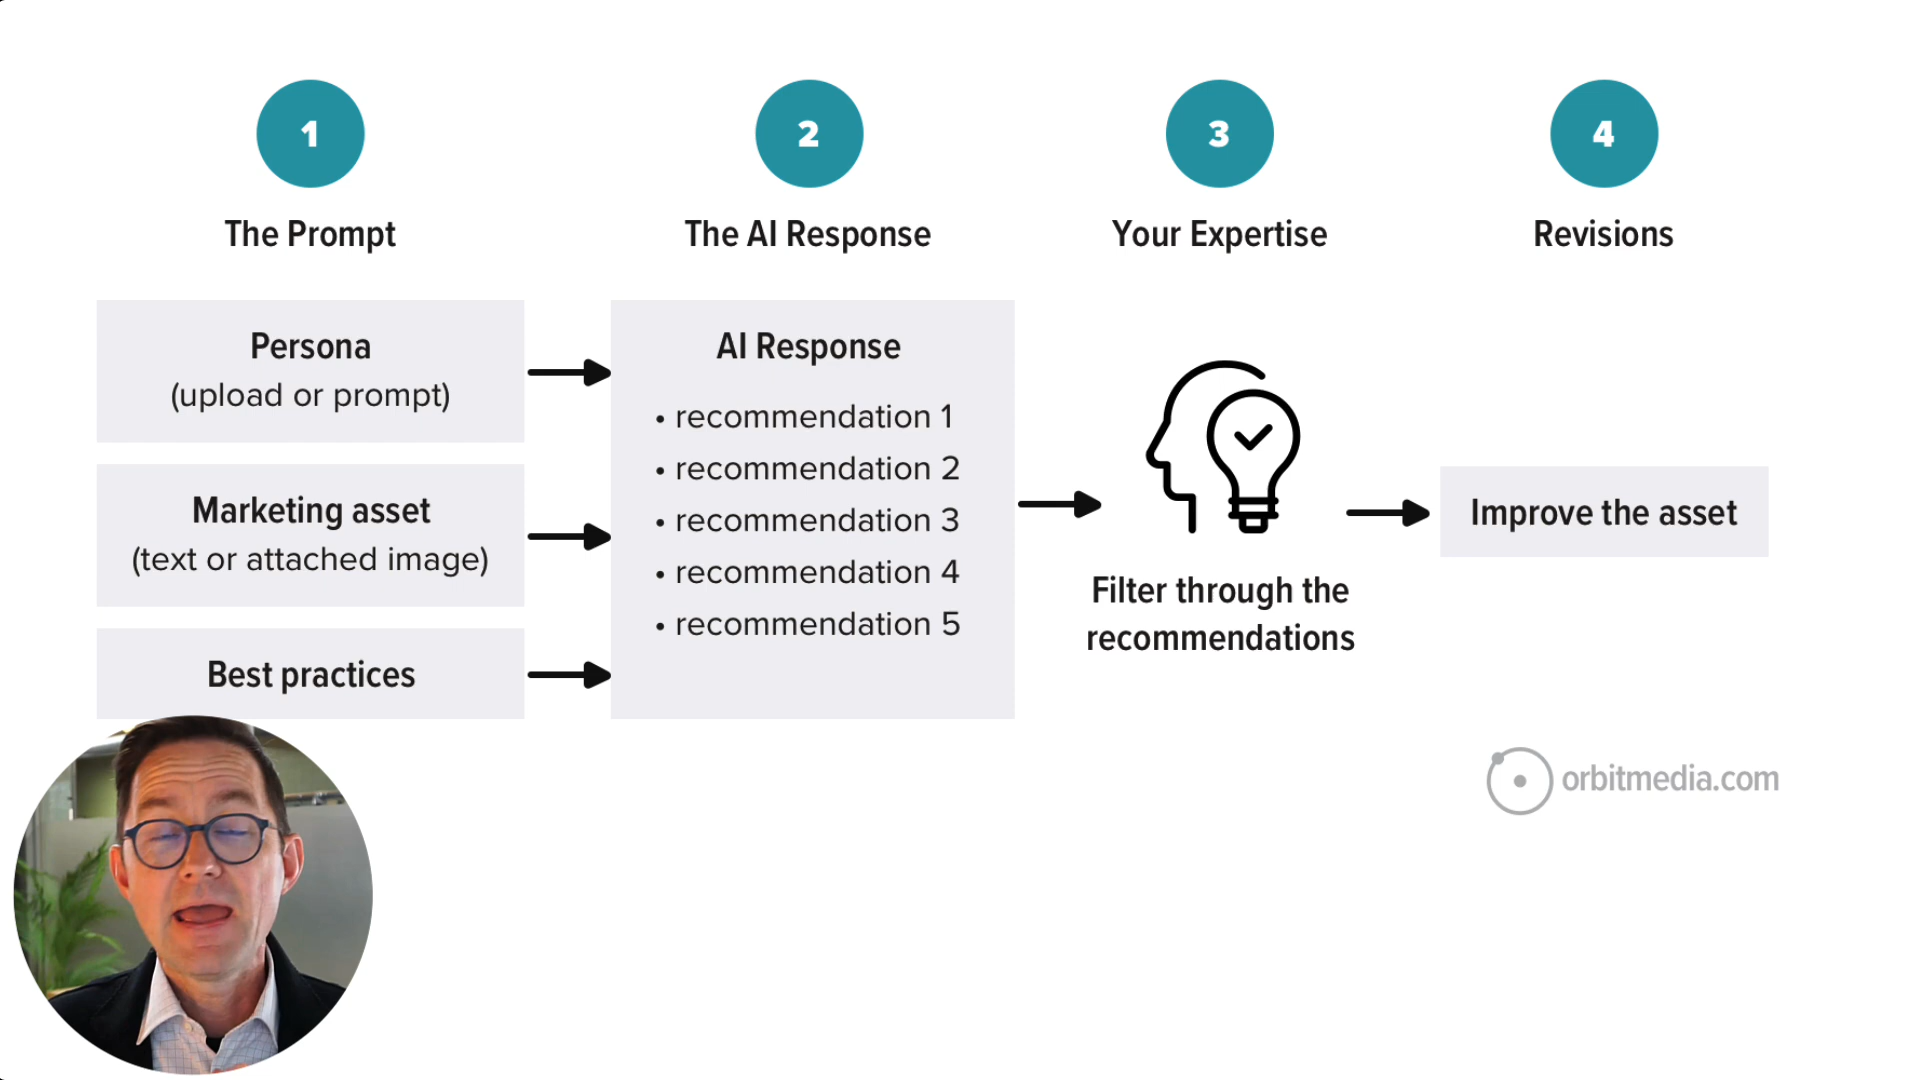 1
The Prompt
Persona
(upload or prompt)
Marketing asset
(text or attached image)
Best practices
2
The AI Response
AI Response
• recommendation 1
• recommendation 2
• recommendation 3
• recommendation 4
• recommendation 5
3
Your Expertise
Filter through the
recommendations
4
Revisions
Improve the asset
orbitmedia.com